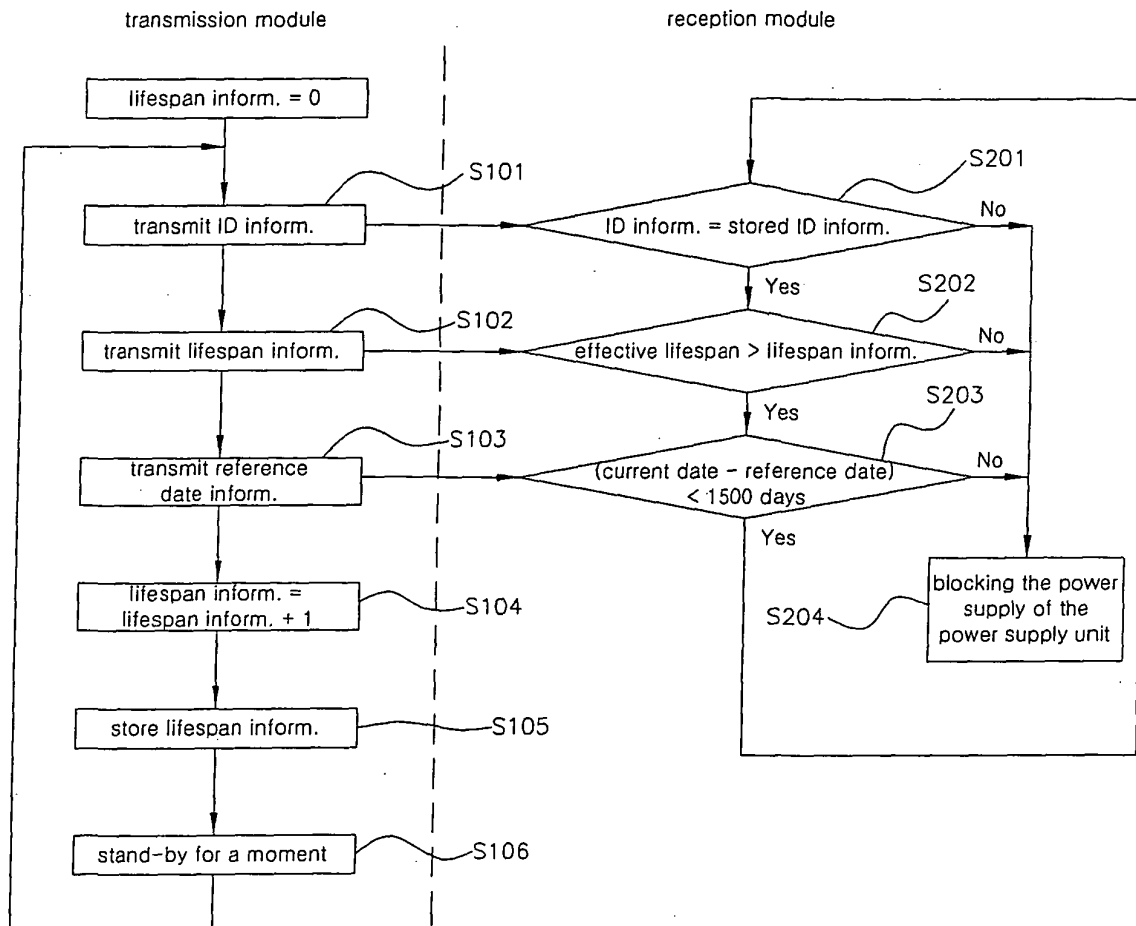 transmission module
reception module
lifespan inform. = 0
S101
transmit ID inform.
S201
ID inform. = stored ID inform.
No
Yes
S102
transmit lifespan inform.
S202
effective lifespan > lifespan inform.
No
Yes
S103
transmit reference
date inform.
S203
(current date - reference date)
< 1500 days
No
Yes
lifespan inform. =
lifespan inform. + 1
S104
S204
blocking the power
supply of the
power supply unit
store lifespan inform.
S105
stand-by for a moment
S106